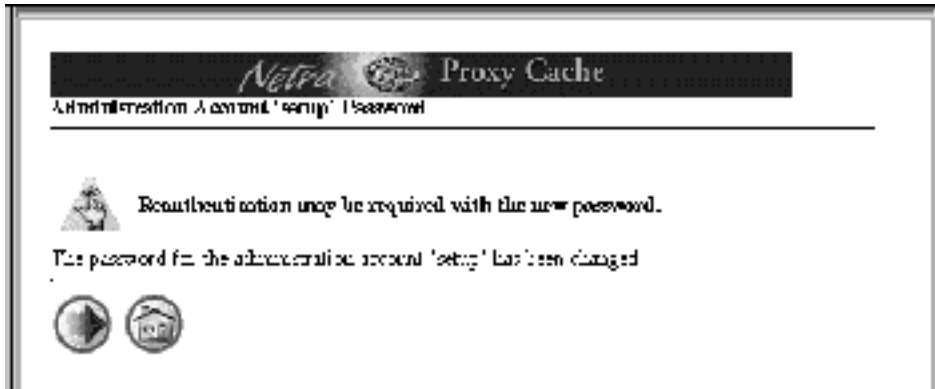 Netra Proxy Cache
Administration Account 'setup' Password
Reauthentication may be required with the new password.
The password for the administration account 'setup' has been changed